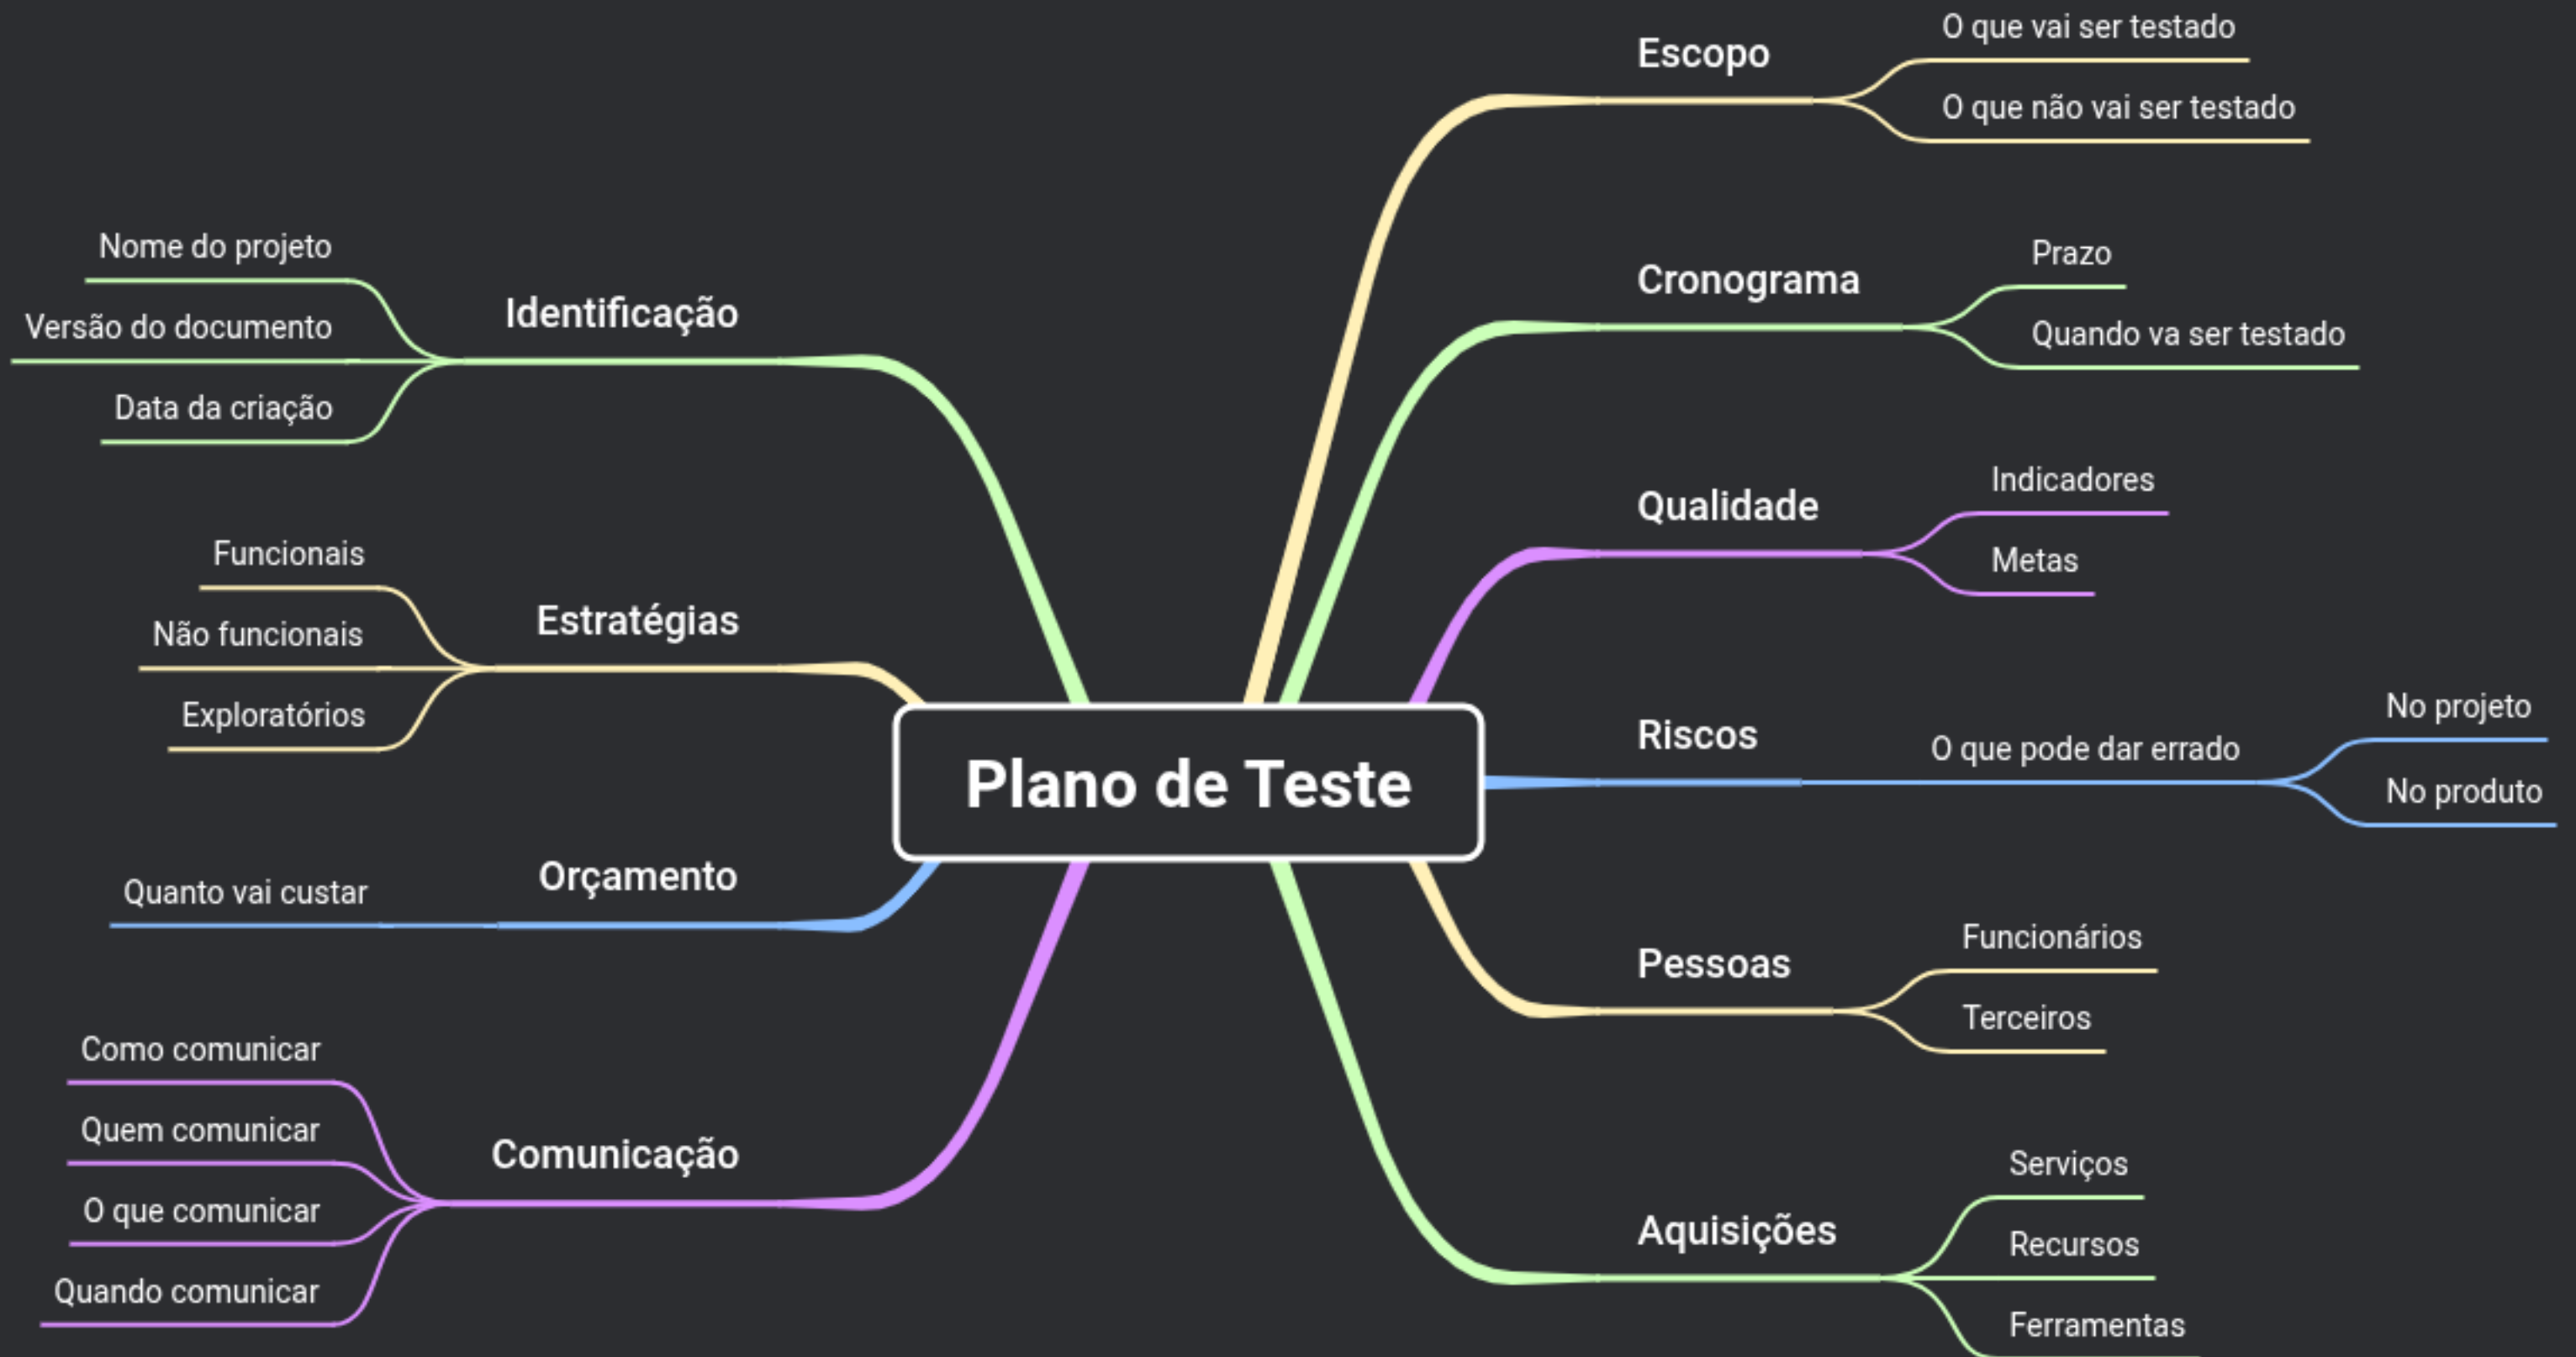 Plano de Teste
Identificação
Nome do projeto
Versão do documento
Data da criação
Estratégias
Funcionais
Não funcionais
Exploratórios
Orçamento
Quanto vai custar
Comunicação
Como comunicar
Quem comunicar
O que comunicar
Quando comunicar
Escopo
O que vai ser testado
O que não vai ser testado
Cronograma
Prazo
Quando va ser testado
Qualidade
Indicadores
Metas
Riscos
O que pode dar errado
No projeto
No produto
Pessoas
Funcionários
Terceiros
Aquisições
Serviços
Recursos
Ferramentas